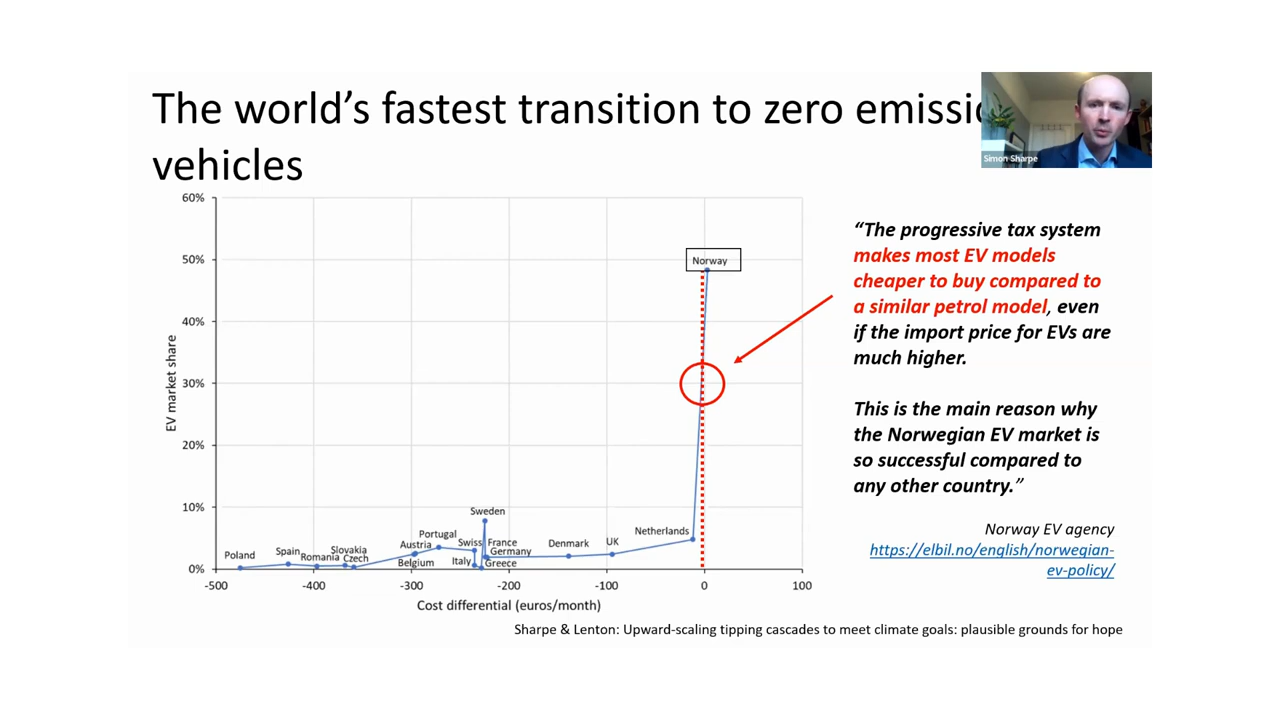 The world's fastest transition to zero emissio
vehicles
Simon Sharpe
60%
50%
40%
30%
20%
10%
0%
EV market share
Norway
Sweden
Netherlands
Portugal
Austria
Swiss
France
Germany
Denmark
UK
Poland
Spain
Romania
Slovakia
Czech
Belgium
Italy
Greece
-500
-400
-300
-200
-100
0
100
Cost differential (euros/month)
“The progressive tax system
makes most EV models
cheaper to buy compared to
a similar petrol model, even
if the import price for EVs are
much higher.
This is the main reason why
the Norwegian EV market is
so successful compared to
any other country.”
Norway EV agency
https://elbil.no/english/norwegian-
ev-policy/
Sharpe & Lenton: Upward-scaling tipping cascades to meet climate goals: plausible grounds for hope